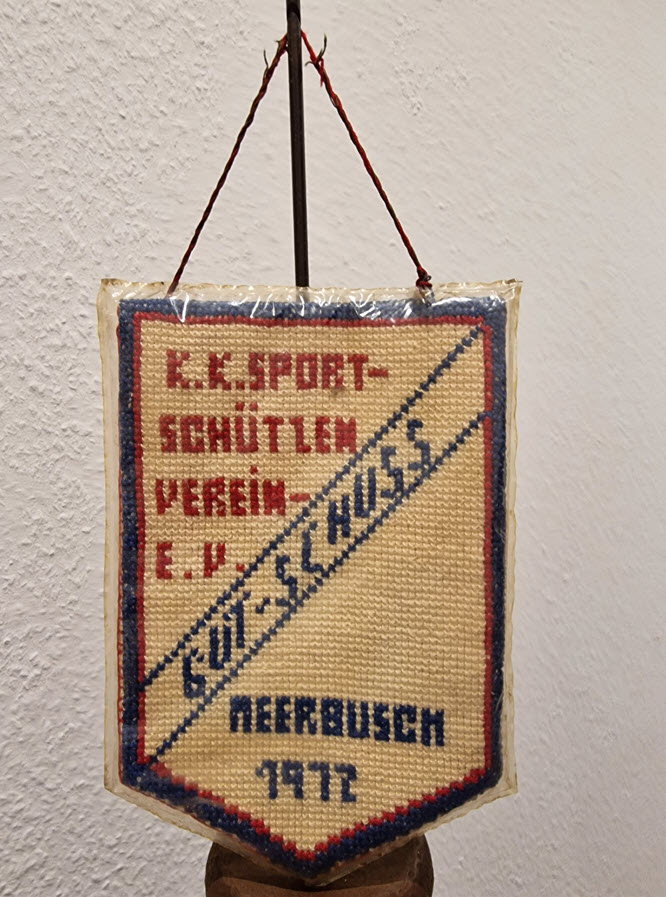 K.K.SPORT-
SCHÜTZEN
VEREIN-
E.V.
GUT-SCHUSS
MEERBUSCH
1972